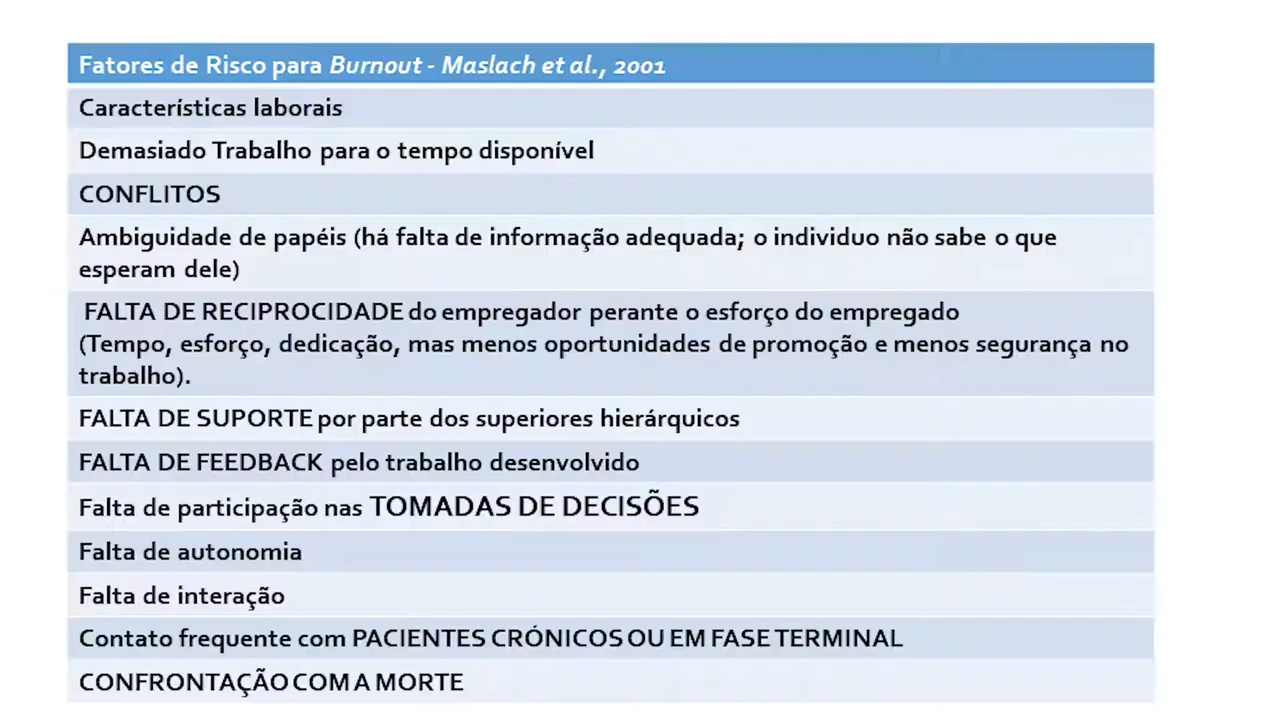 Fatores de Risco para Burnout - Maslach et al., 2001
Características laborais
Demasiado Trabalho para o tempo disponível
CONFLITOS
Ambiguidade de papéis (há falta de informação adequada; o individuo não sabe o que
esperam dele)
FALTA DE RECIPROCIDADE do empregador perante o esforço do empregado
(Tempo, esforço, dedicação, mas menos oportunidades de promoção e menos segurança no
trabalho).
FALTA DE SUPORTE por parte dos superiores hierárquicos
FALTA DE FEEDBACK pelo trabalho desenvolvido
Falta de participação nas TOMADAS DE DECISÕES
Falta de autonomia
Falta de interação
Contato frequente com PACIENTES CRÓNICOS OU EM FASE TERMINAL
CONFRONTAÇÃO COM A MORTE